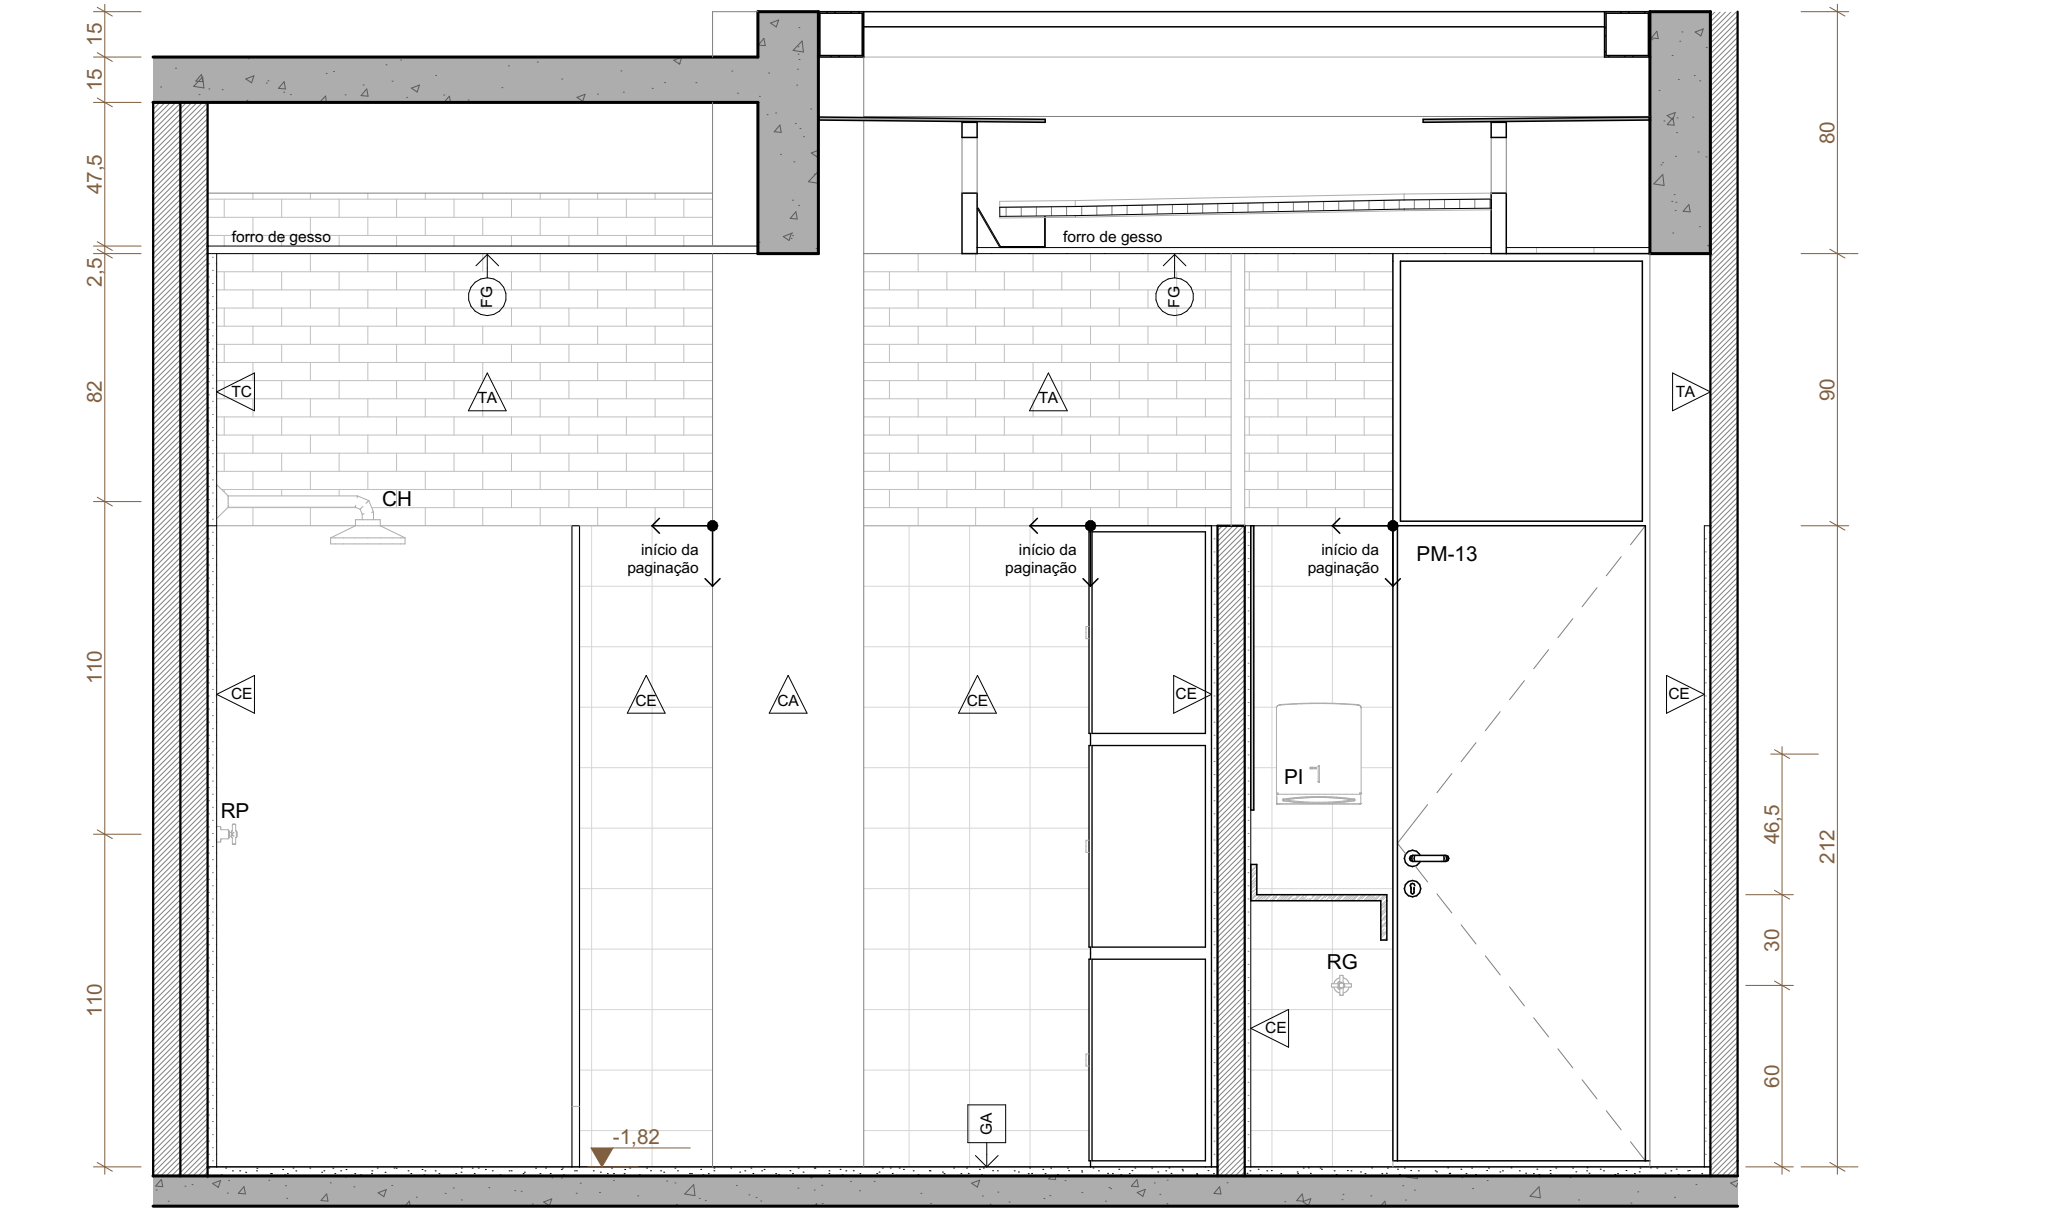 15
15
47,5
2,5
82
110
110
80
90
212
46,5
30
60
forro de gesso
forro de gesso
FG
FG
TC
TA
TA
TA
CH
início da
paginação
início da
paginação
início da
paginação
PM-13
CE
CE
CA
CE
CE
CE
PI
RP
RG
CE
GA
-1,82